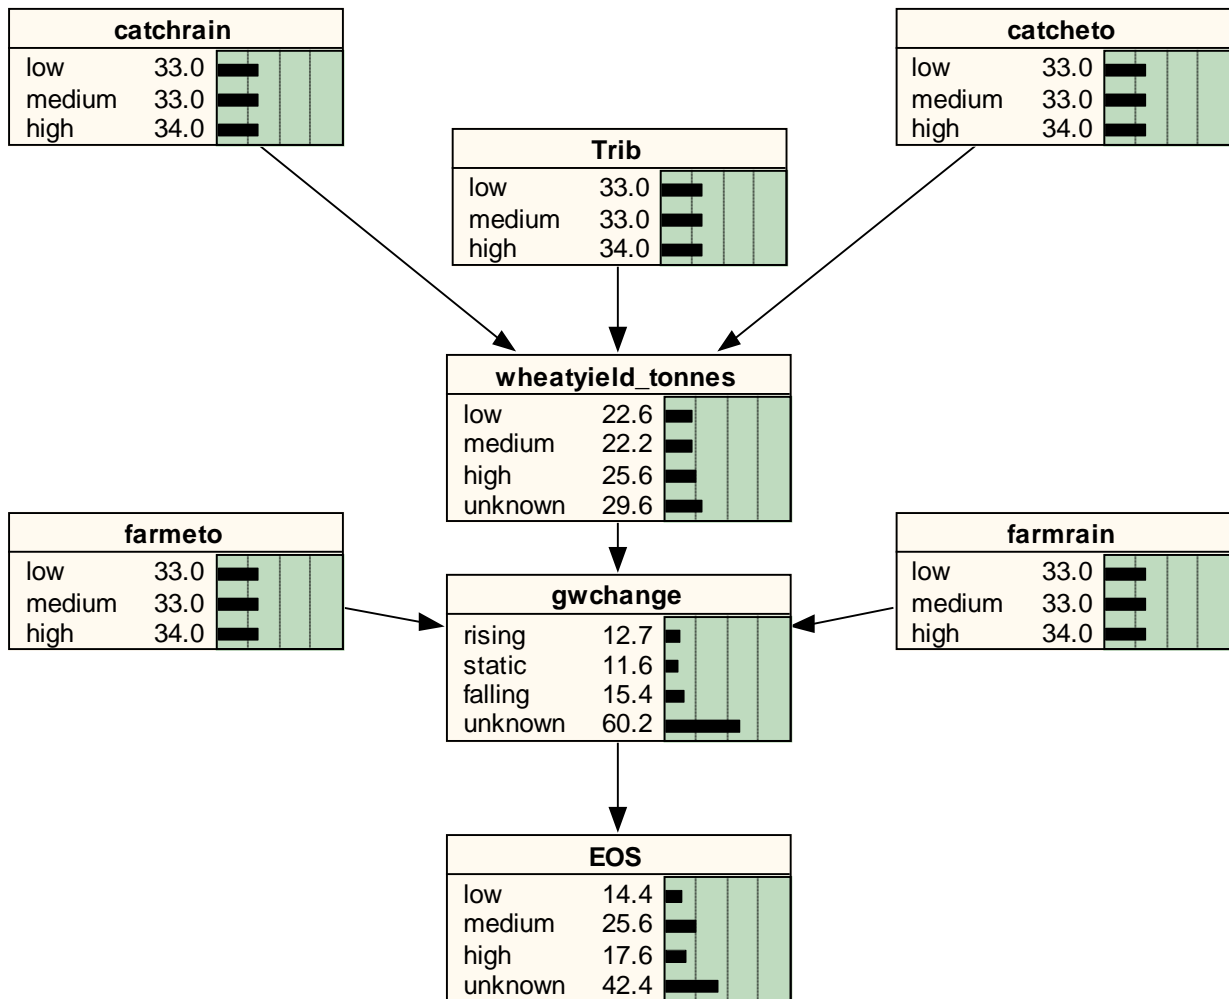 catchrain
low 33.0
medium 33.0
high 34.0
catcheto
low 33.0
medium 33.0
high 34.0
Trib
low 33.0
medium 33.0
high 34.0
wheatyield_tonnes
low 22.6
medium 22.2
high 25.6
unknown 29.6
farmeto
low 33.0
medium 33.0
high 34.0
gwchange
rising 12.7
static 11.6
falling 15.4
unknown 60.2
farmrain
low 33.0
medium 33.0
high 34.0
EOS
low 14.4
medium 25.6
high 17.6
unknown 42.4